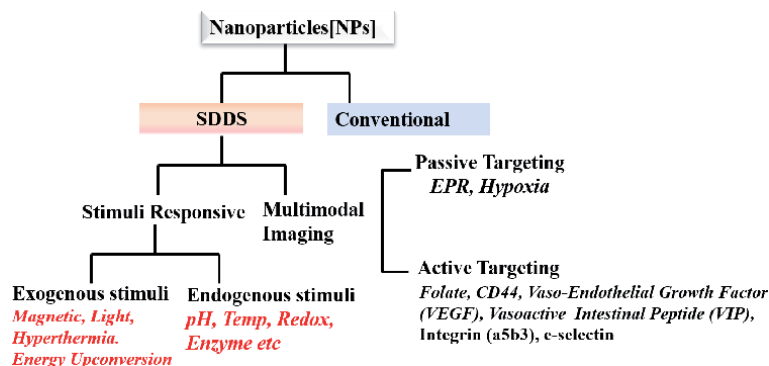 Nanoparticles[NPs]
SDDS
Conventional
Passive Targeting
EPR, Hypoxia
Stimuli Responsive
Multimodal
Imaging
Active Targeting
Folate, CD44, Vaso-Endothelial Growth Factor
(VEGF), Vasoactive Intestinal Peptide (VIP),
Integrin (a5b3), e-selectin
Exogenous stimuli
Magnetic, Light,
Hyperthermia.
Energy Upconversion
Endogenous stimuli
pH, Temp, Redox,
Enzyme etc